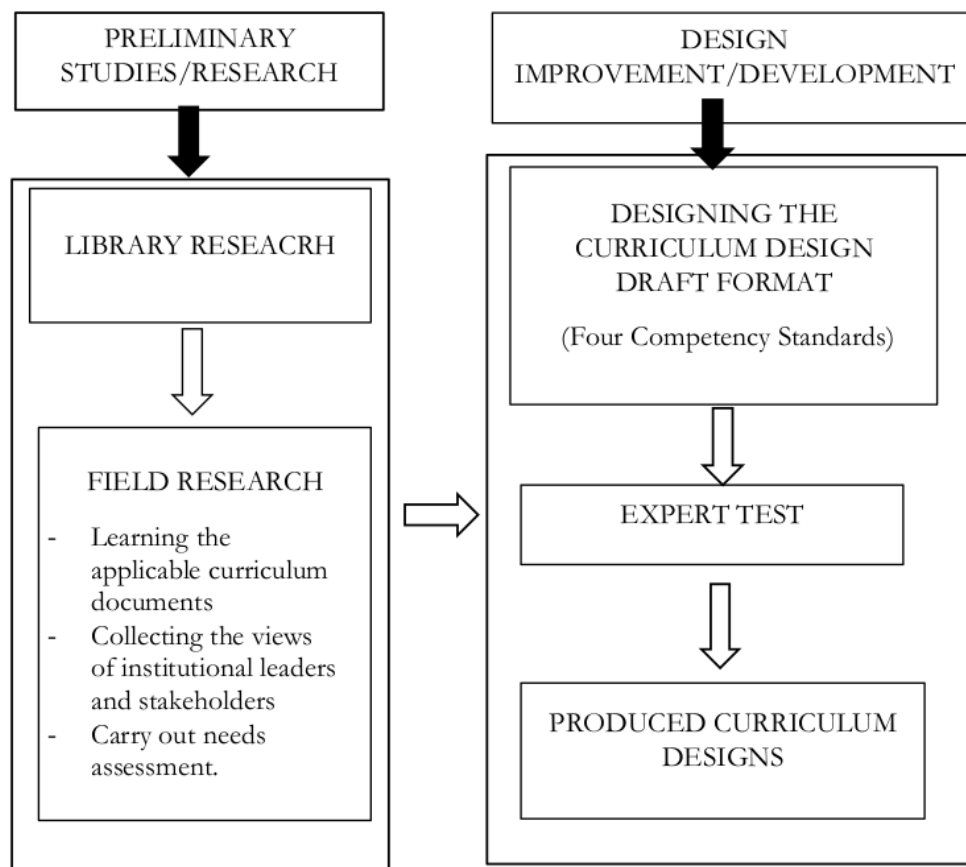 PRELIMINARY
STUDIES/RESEARCH
LIBRARY RESEACRH
FIELD RESEARCH
- Learning the
applicable curriculum
documents
- Collecting the views
of institutional leaders
and stakeholders
- Carry out needs
assessment.
DESIGN
IMPROVEMENT/DEVELOPMENT
DESIGNING THE
CURRICULUM DESIGN
DRAFT FORMAT
(Four Competency Standards)
EXPERT TEST
PRODUCED CURRICULUM
DESIGNS